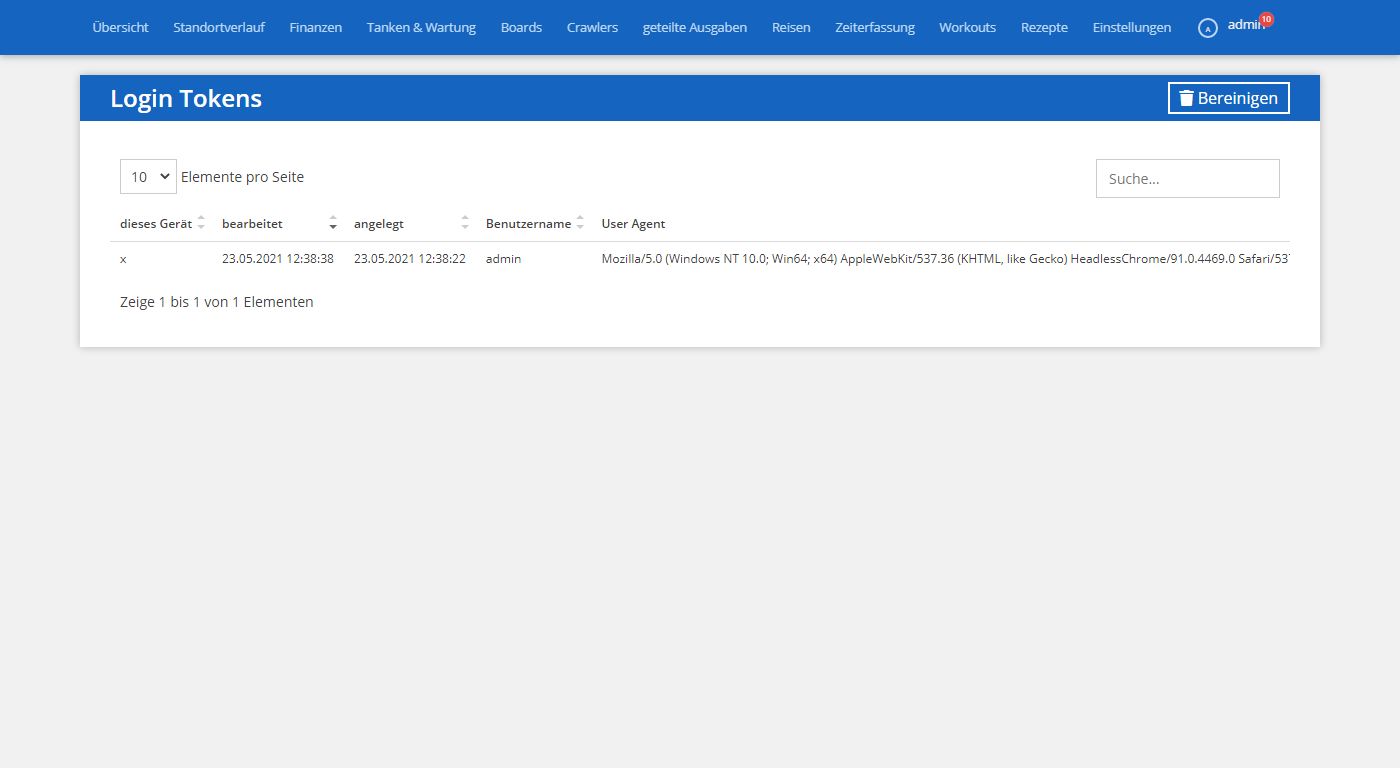 Übersicht Standortverlauf Finanzen Tanken & Wartung Boards Crawlers geteilte Ausgaben Reisen Zeiterfassung Workouts Rezepte Einstellungen A admin 10
Login Tokens Bereinigen
10 Elemente pro Seite Suche...
dieses Gerät bearbeitet angelegt Benutzername User Agent
x 23.05.2021 12:38:38 23.05.2021 12:38:22 admin Mozilla/5.0 (Windows NT 10.0; Win64; x64) AppleWebKit/537.36 (KHTML, like Gecko) HeadlessChrome/91.0.4469.0 Safari/53
Zeige 1 bis 1 von 1 Elementen